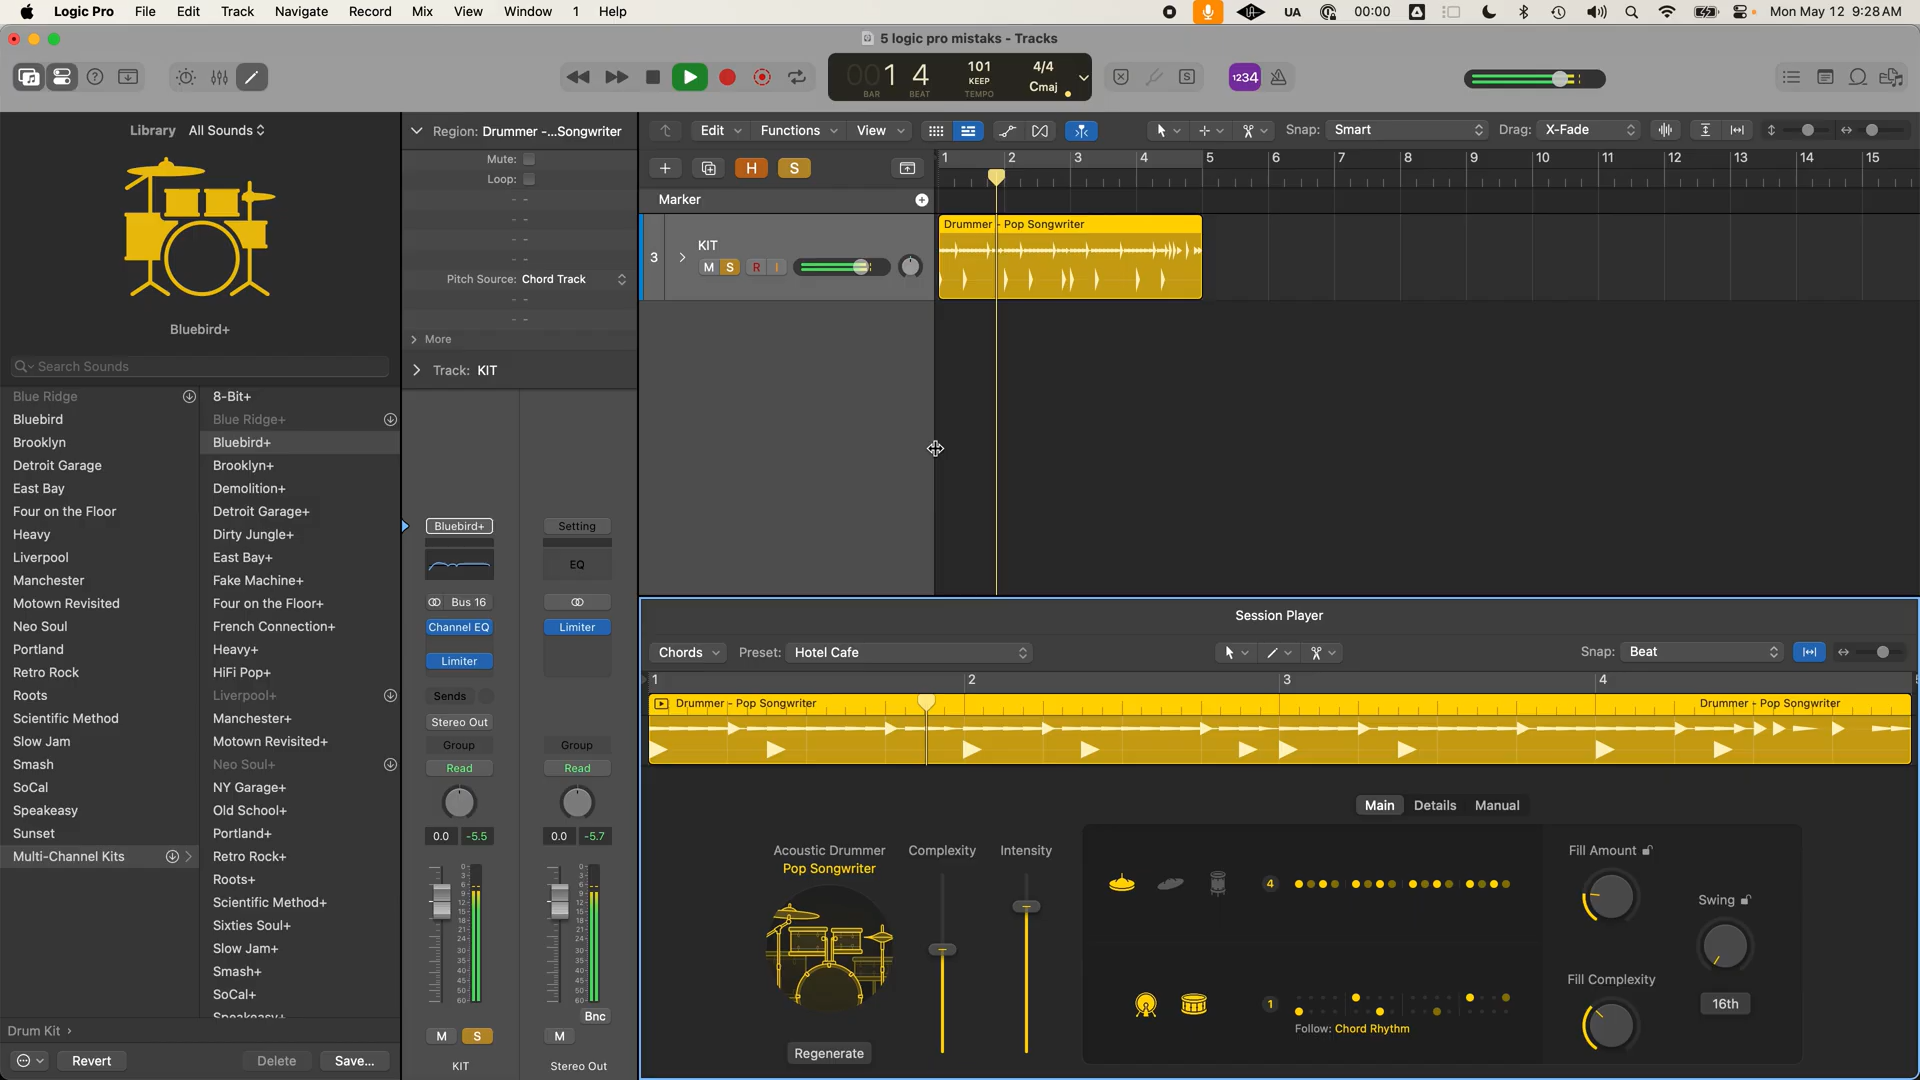 Logic Pro File Edit Track Navigate Record Mix View Window 1 Help
UA 00:00 A Mon May 12 9:28 AM
5 logic pro mistaks - Tracks
001 4 101 4/4
KEEP Cmaj
BAR BEAT TEMPO
S 1234
Library All Sounds
Bluebird+
Search Sounds
Blue Ridge
Bluebird
Brooklyn
Detroit Garage
East Bay
Four on the Floor
Heavy
Liverpool
Manchester
Motown Revisited
Neo Soul
Portland
Retro Rock
Roots
Scientific Method
Slow Jam
Smash
SoCal
Speakeasy
Sunset
Multi-Channel Kits
8-Bit+
Blue Ridge+
Bluebird+
Brooklyn+
Demolition+
Detroit Garage+
Dirty Jungle+
East Bay+
Fake Machine+
Four on the Floor+
French Connection+
Heavy+
HiFi Pop+
Liverpool+
Manchester+
Motown Revisited+
Neo Soul+
NY Garage+
Old School+
Portland+
Retro Rock+
Roots+
Scientific Method+
Sixties Soul+
Slow Jam+
Smash+
SoCal+
Speakeasy+
Drum Kit ›
Revert Delete Save...
Region: Drummer -...Songwriter
Mute:
Loop:
Pitch Source: Chord Track
More
Track: KIT
Bluebird+ Setting
EQ
Bus 16
Channel EQ Limiter
Limiter
Sends
Stereo Out
Group Group
Read Read
0.0 -5.5 0.0 -5.7
Bnc
M S M
KIT Stereo Out
Edit Functions View Snap: Smart Drag: X-Fade
H S
1 2 3 4 5 6 7 8 9 10 11 12 13 14 15
Marker
3 KIT
M S R I
Drummer - Pop Songwriter
Session Player
Chords Preset: Hotel Cafe Snap: Beat
1 2 3 4
Drummer - Pop Songwriter Drummer - Pop Songwriter
Main Details Manual
Acoustic Drummer
Pop Songwriter
Complexity Intensity
Regenerate
4
1
Follow: Chord Rhythm
Fill Amount
Swing
Fill Complexity
16th